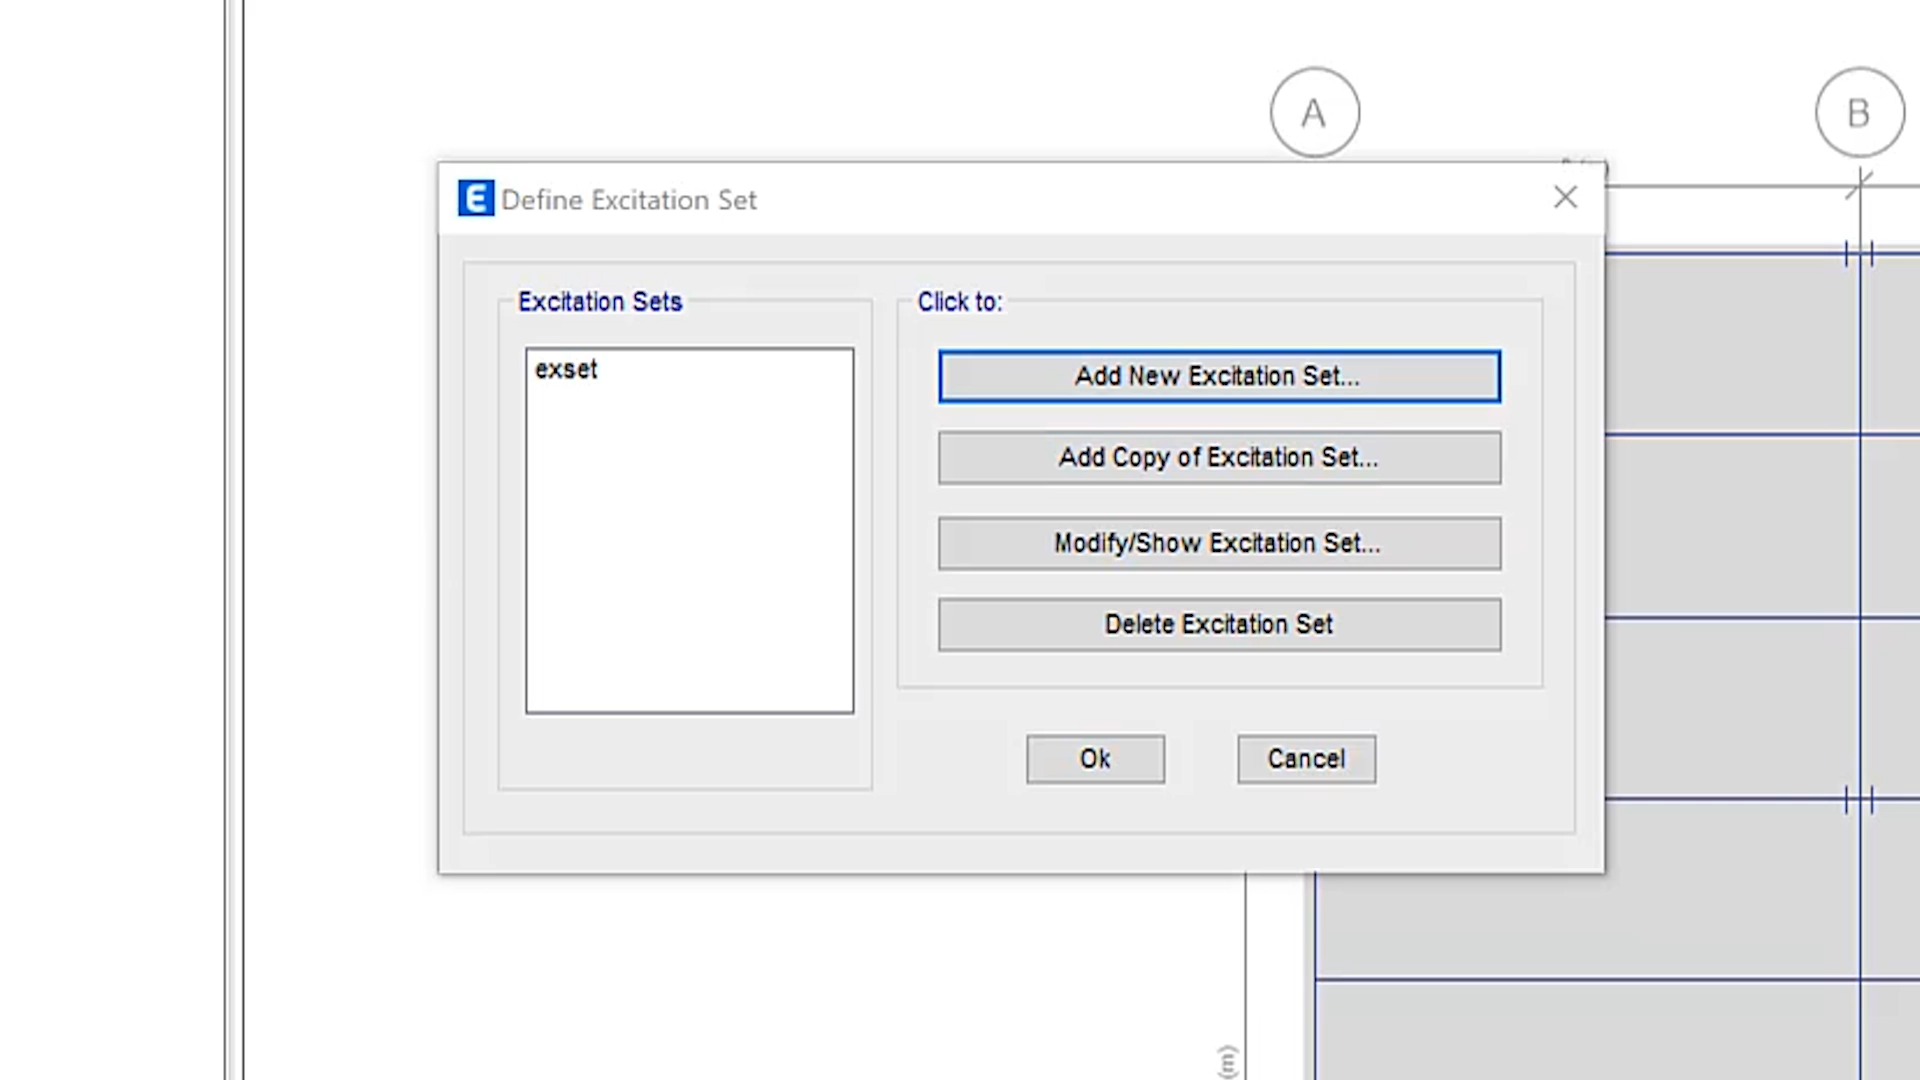 A
B
Define Excitation Set
Excitation Sets
exset
Click to:
Add New Excitation Set...
Add Copy of Excitation Set...
Modify/Show Excitation Set...
Delete Excitation Set
Ok
Cancel
(m)